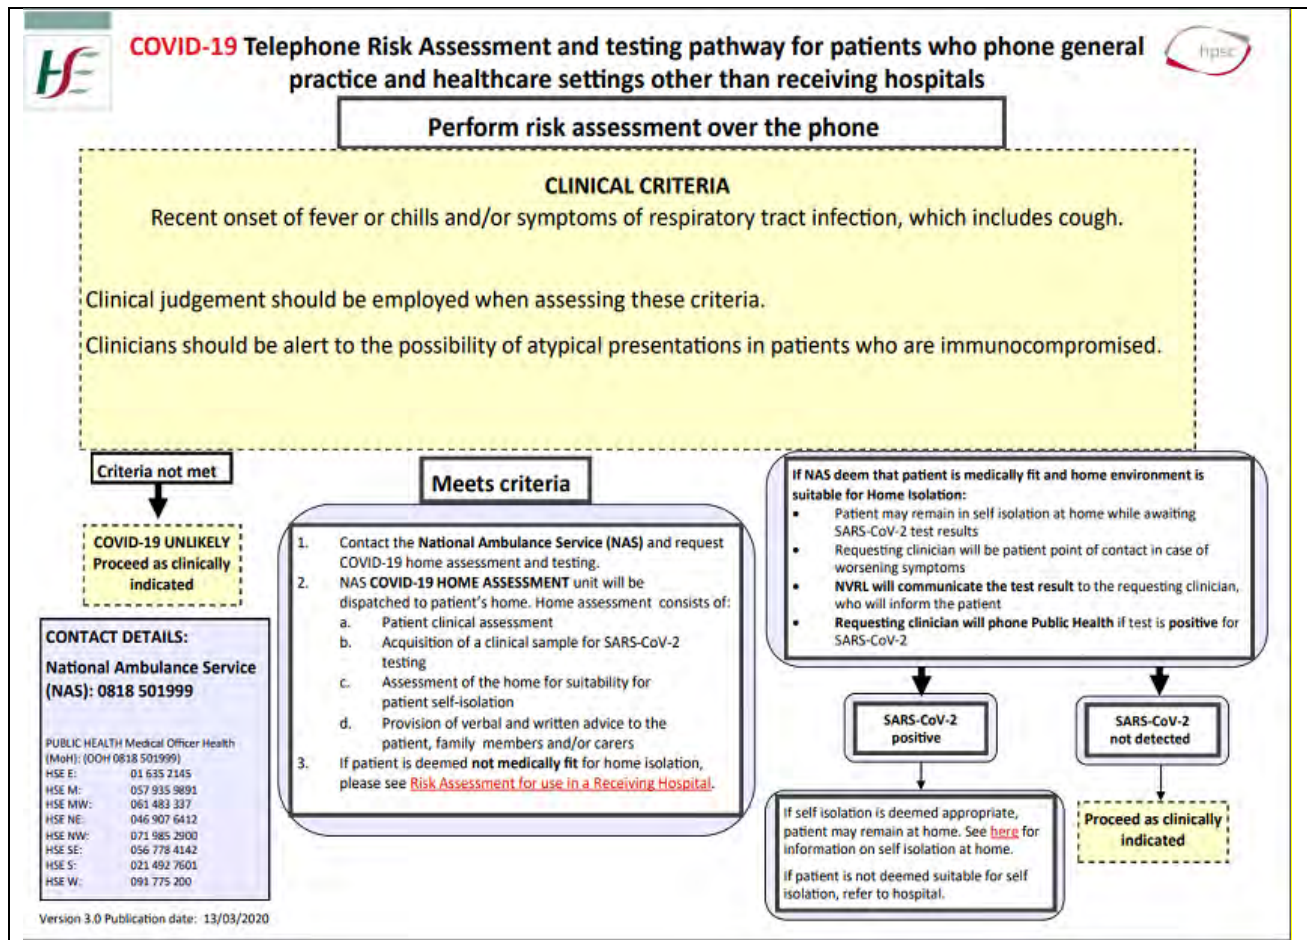 HSE
COVID-19 Telephone Risk Assessment and testing pathway for patients who phone general
practice and healthcare settings other than receiving hospitals
hpsc
Perform risk assessment over the phone
CLINICAL CRITERIA
Recent onset of fever or chills and/or symptoms of respiratory tract infection, which includes cough.
Clinical judgement should be employed when assessing these criteria.
Clinicians should be alert to the possibility of atypical presentations in patients who are immunocompromised.
Criteria not met
COVID-19 UNLIKELY
Proceed as clinically
indicated
CONTACT DETAILS:
National Ambulance Service
(NAS): 0818 501999
PUBLIC HEALTH Medical Officer Health
(MoH): (OOH 0818 501999)
HSE E: 01 635 2145
HSE M: 057 935 9891
HSE MW: 061 483 337
HSE NE: 046 907 6412
HSE NW: 071 985 2900
HSE SE: 056 778 4142
HSE S: 021 492 7601
HSE W: 091 775 200
Version 3.0 Publication date: 13/03/2020
Meets criteria
1. Contact the National Ambulance Service (NAS) and request
COVID-19 home assessment and testing.
2. NAS COVID-19 HOME ASSESSMENT unit will be
dispatched to patient's home. Home assessment consists of:
a. Patient clinical assessment
b. Acquisition of a clinical sample for SARS-CoV-2
testing
c. Assessment of the home for suitability for
patient self-isolation
d. Provision of verbal and written advice to the
patient, family members and/or carers
3. If patient is deemed not medically fit for home isolation,
please see Risk Assessment for use in a Receiving Hospital.
If NAS deem that patient is medically fit and home environment is
suitable for Home Isolation:
• Patient may remain in self isolation at home while awaiting
SARS-CoV-2 test results
• Requesting clinician will be patient point of contact in case of
worsening symptoms
• NVRL will communicate the test result to the requesting clinician,
who will inform the patient
• Requesting clinician will phone Public Health if test is positive for
SARS-CoV-2
SARS-CoV-2
positive
If self isolation is deemed appropriate,
patient may remain at home. See here for
information on self isolation at home.
If patient is not deemed suitable for self
isolation, refer to hospital.
SARS-CoV-2
not detected
Proceed as clinically
indicated